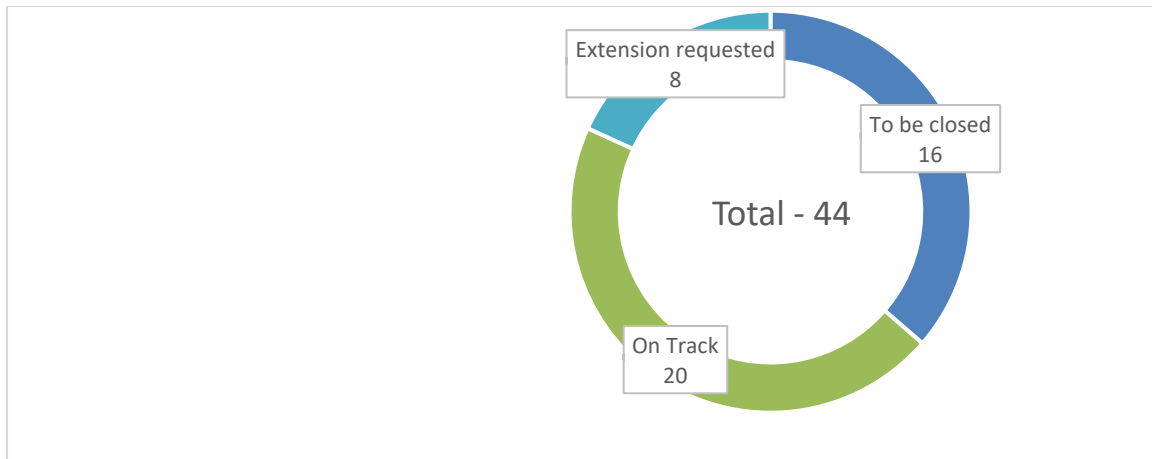 Extension requested
8
To be closed
16
Total - 44
On Track
20